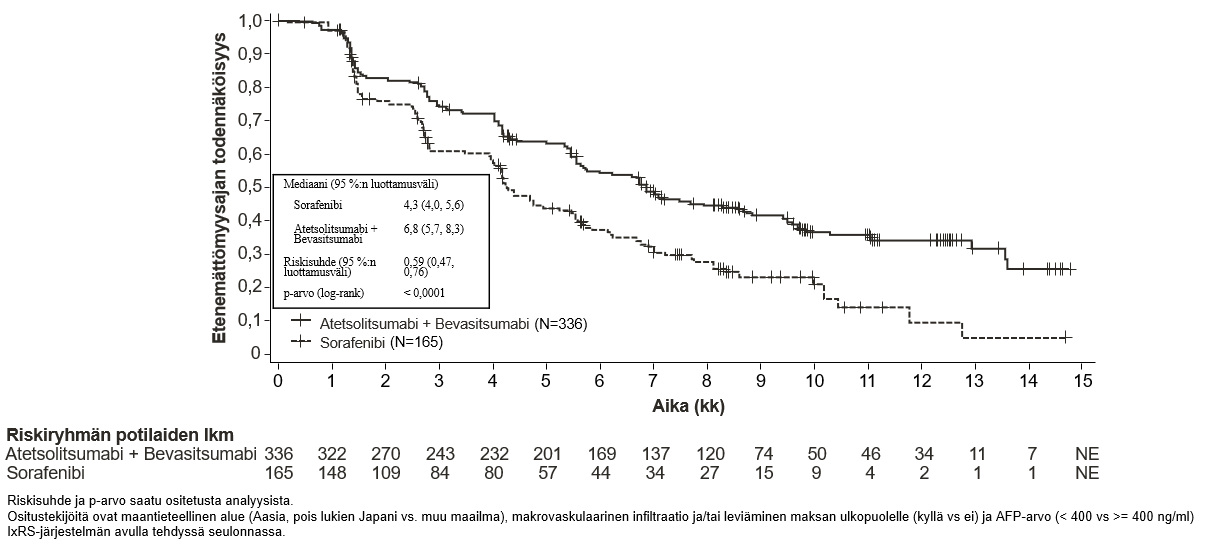 Etenemättömyysajan todennäköisyys
1,0
0,9
0,8
0,7
0,6
0,5
0,4
0,3
0,2
0,1
0
Mediaani (95 %:n luottamusväli)
Sorafenibi 4,3 (4,0, 5,6)
Atetsolitsumabi + 6,8 (5,7, 8,3)
Bevasitsumabi
Riskisuhde (95 %:n 0,59 (0,47,
luottamusväli) 0,76)
p-arvo (log-rank) < 0,0001
Atetsolitsumabi + Bevasitsumabi (N=336)
Sorafenibi (N=165)
0 1 2 3 4 5 6 7 8 9 10 11 12 13 14 15
Aika (kk)
Riskiryhmän potilaiden lkm
Atetsolitsumabi + Bevasitsumabi 336 322 270 243 232 201 169 137 120 74 50 46 34 11 7 NE
Sorafenibi 165 148 109 84 80 57 44 34 27 15 9 4 2 1 1 NE
Riskisuhde ja p-arvo saatu ositetusta analyysista.
Ositustekijöitä ovat maantieteellinen alue (Aasia, pois lukien Japani vs. muu maailma), makrovaskulaarinen infiltraatio ja/tai leviäminen maksan ulkopuolelle (kyllä vs ei) ja AFP-arvo (< 400 vs >= 400 ng/ml)
IxRS-järjestelmän avulla tehdyssä seulonnassa.